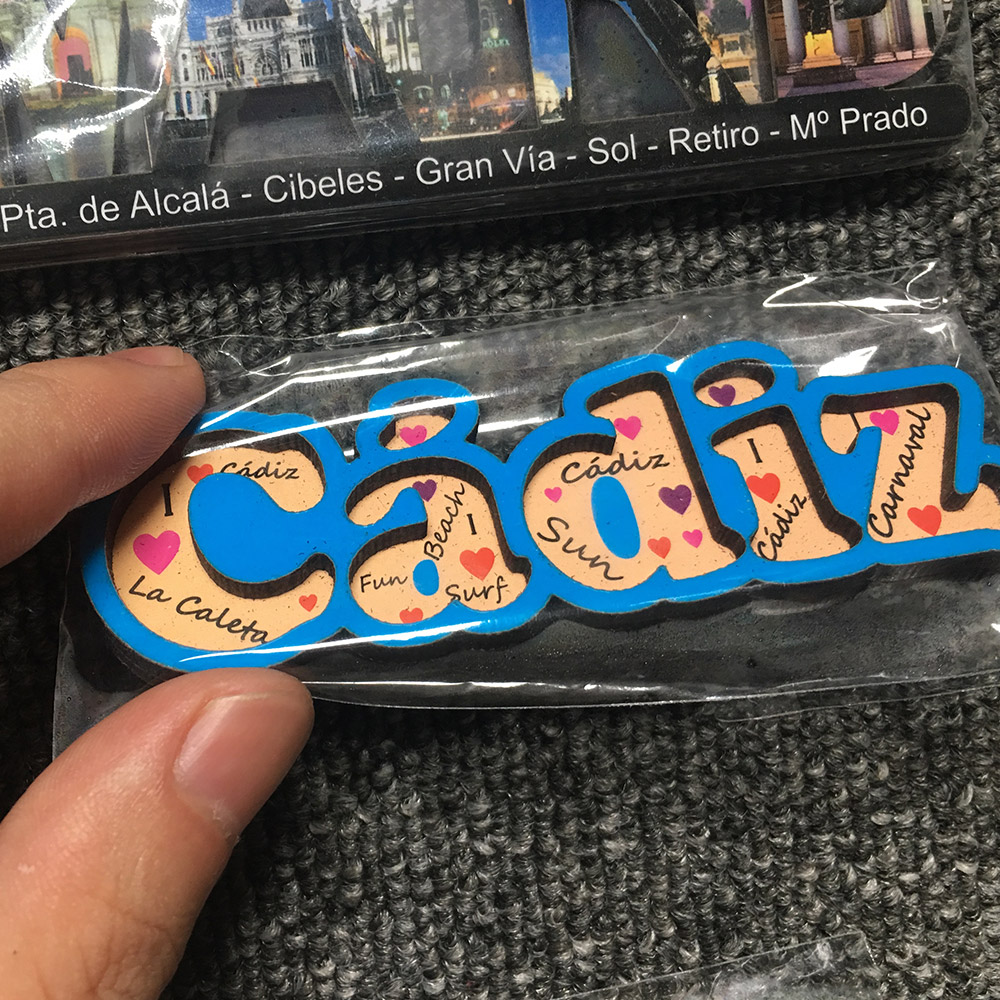 Pta. de Alcalá - Cibeles - Gran Vía - Sol - Retiro - Mº Prado
Cádiz
I Cádiz
La Caleta
Fun Beach I
Surf
Cádiz
Sun
I
Cádiz
I
Carnaval